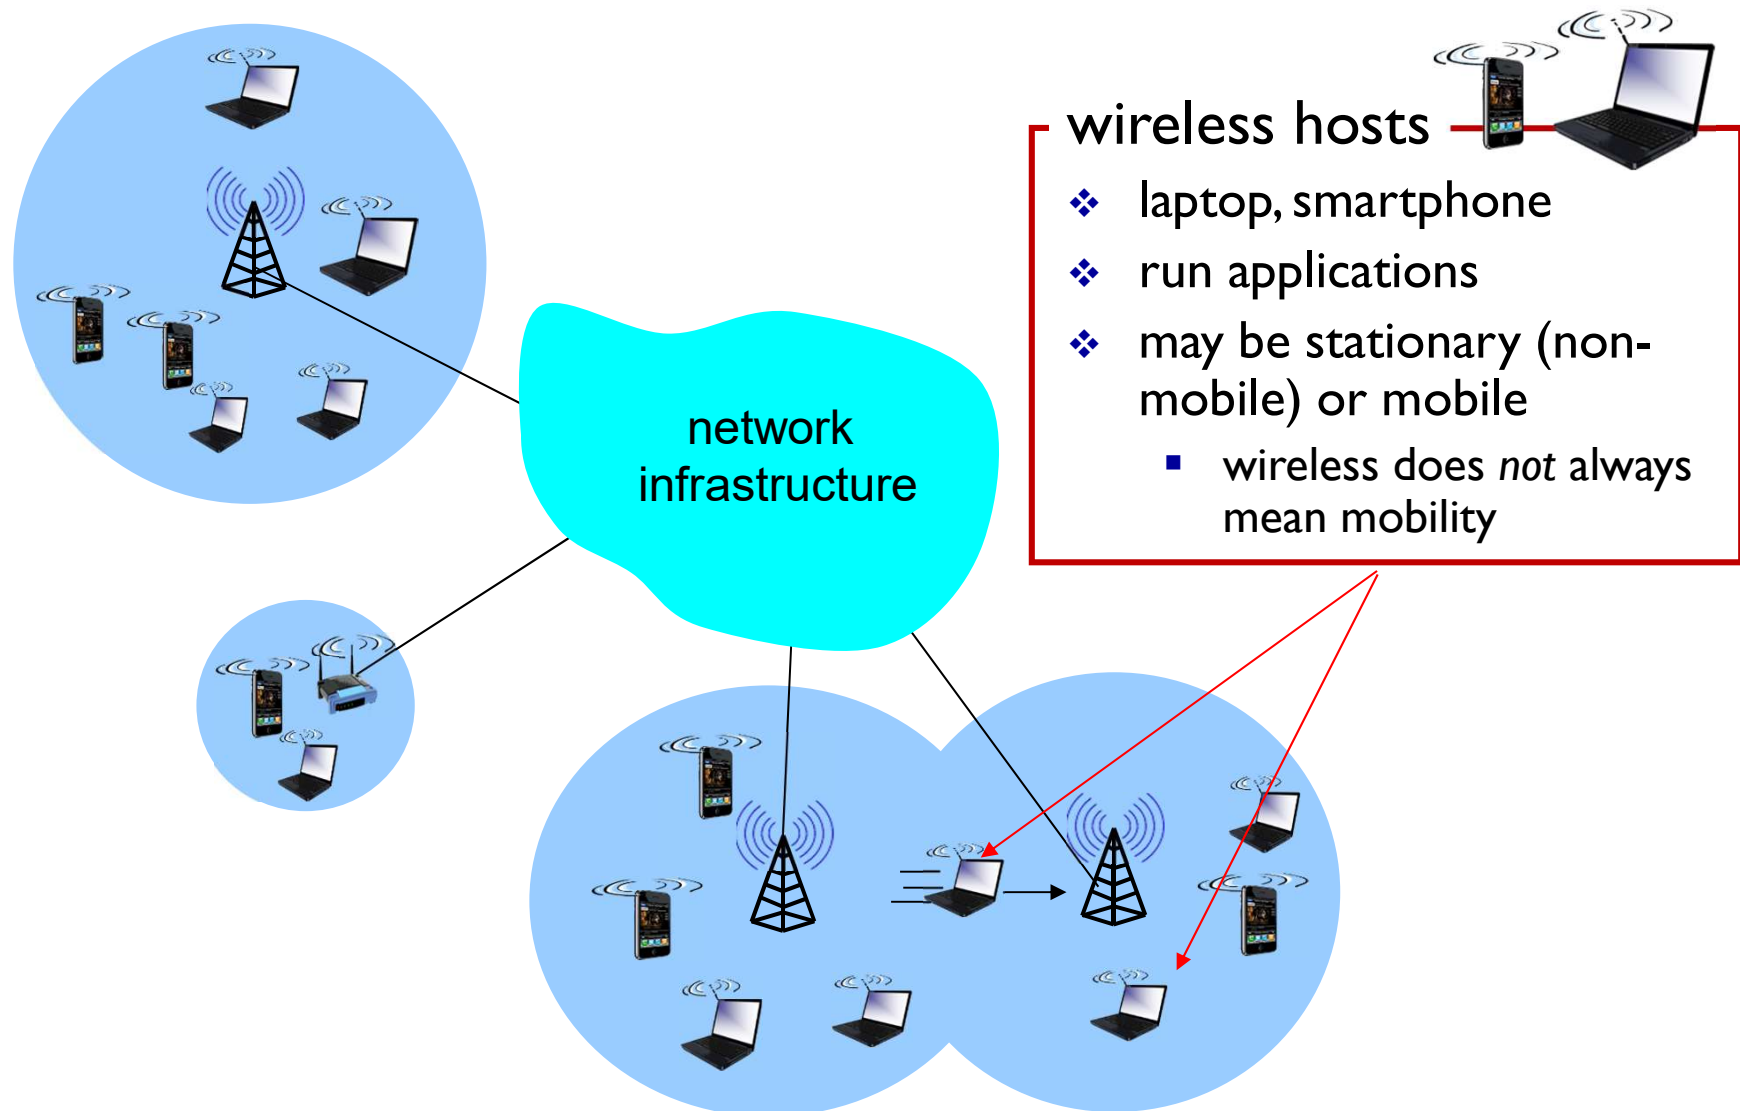 wireless hosts
❖ laptop, smartphone
❖ run applications
❖ may be stationary (non-
mobile) or mobile
▪ wireless does not always
mean mobility
network
infrastructure